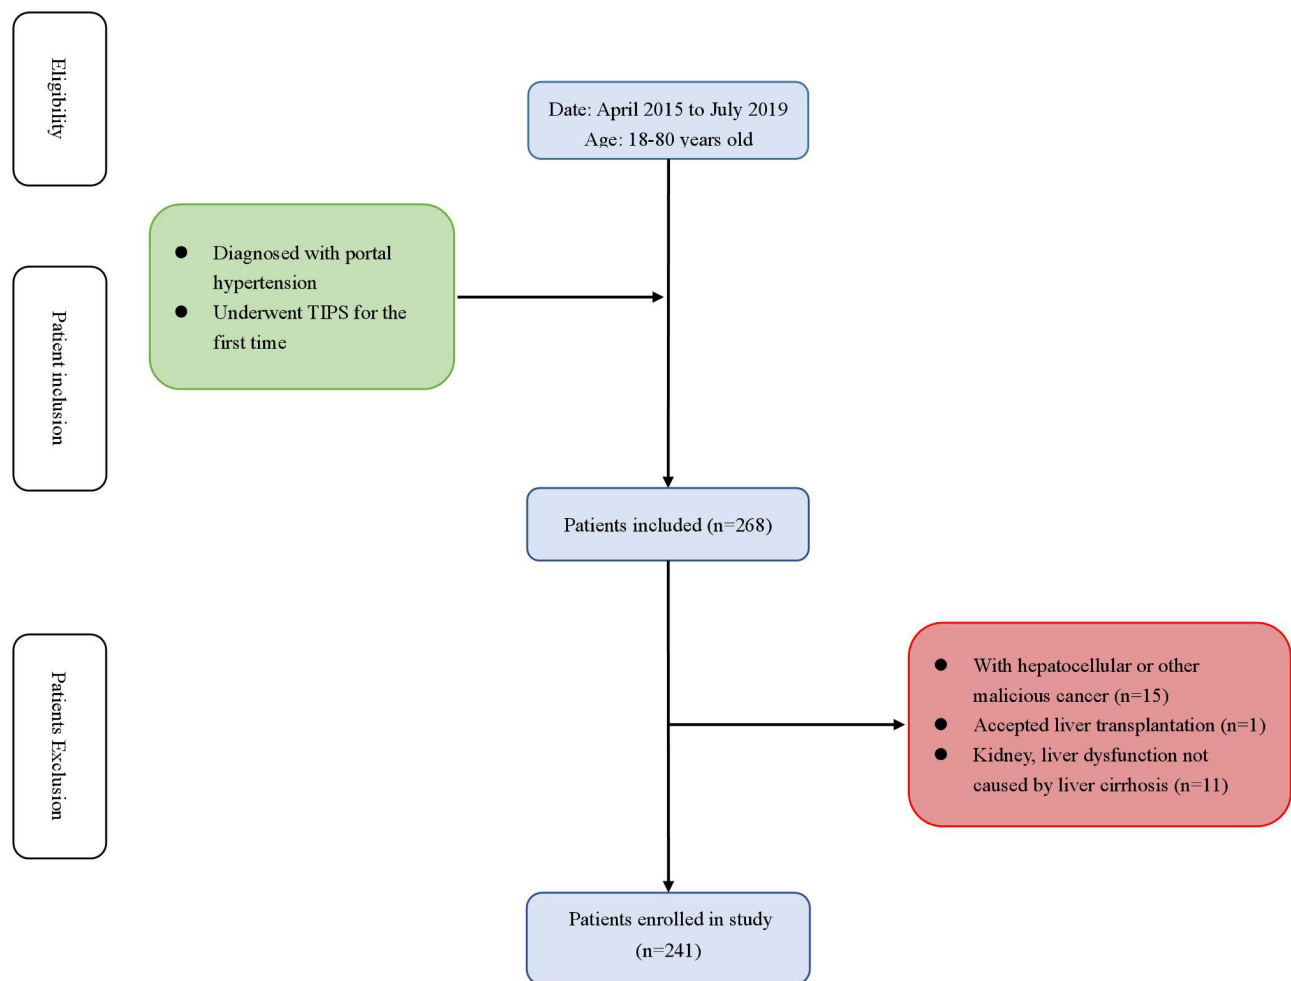 Eligibility
Date: April 2015 to July 2019
Age: 18-80 years old
● Diagnosed with portal
hypertension
● Underwent TIPS for the
first time
Patient inclusion
Patients included (n=268)
Patients Exclusion
● With hepatocellular or other
malicious cancer (n=15)
● Accepted liver transplantation (n=1)
● Kidney, liver dysfunction not
caused by liver cirrhosis (n=11)
Patients enrolled in study
(n=241)